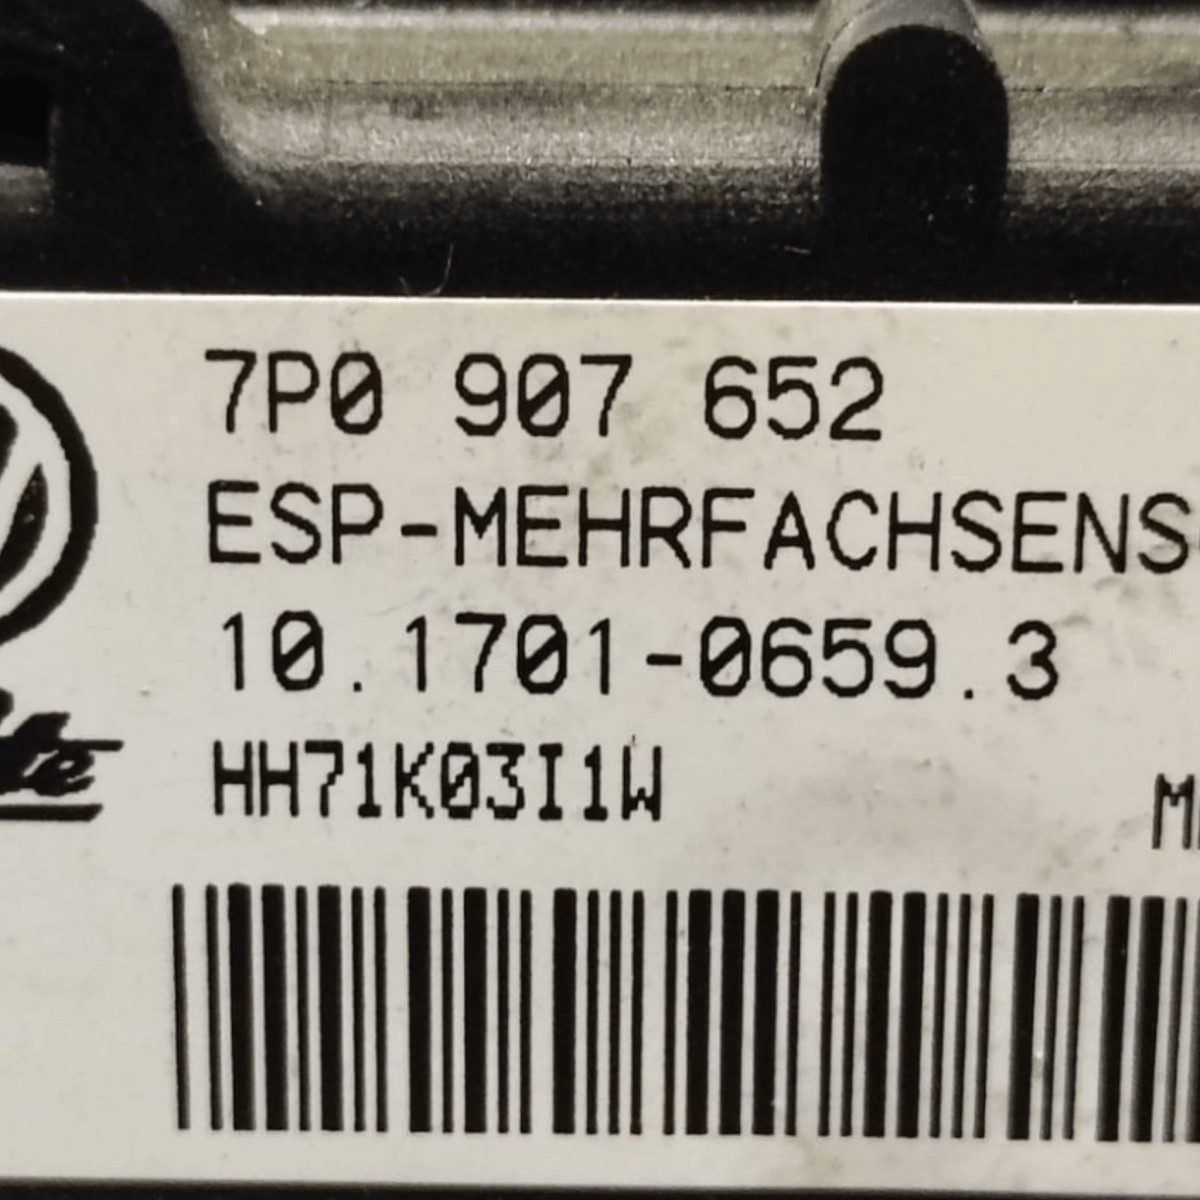 7P0 907 652
ESP-MEHRFACHSENS
10.1701-0659.3
HH71K03I1W